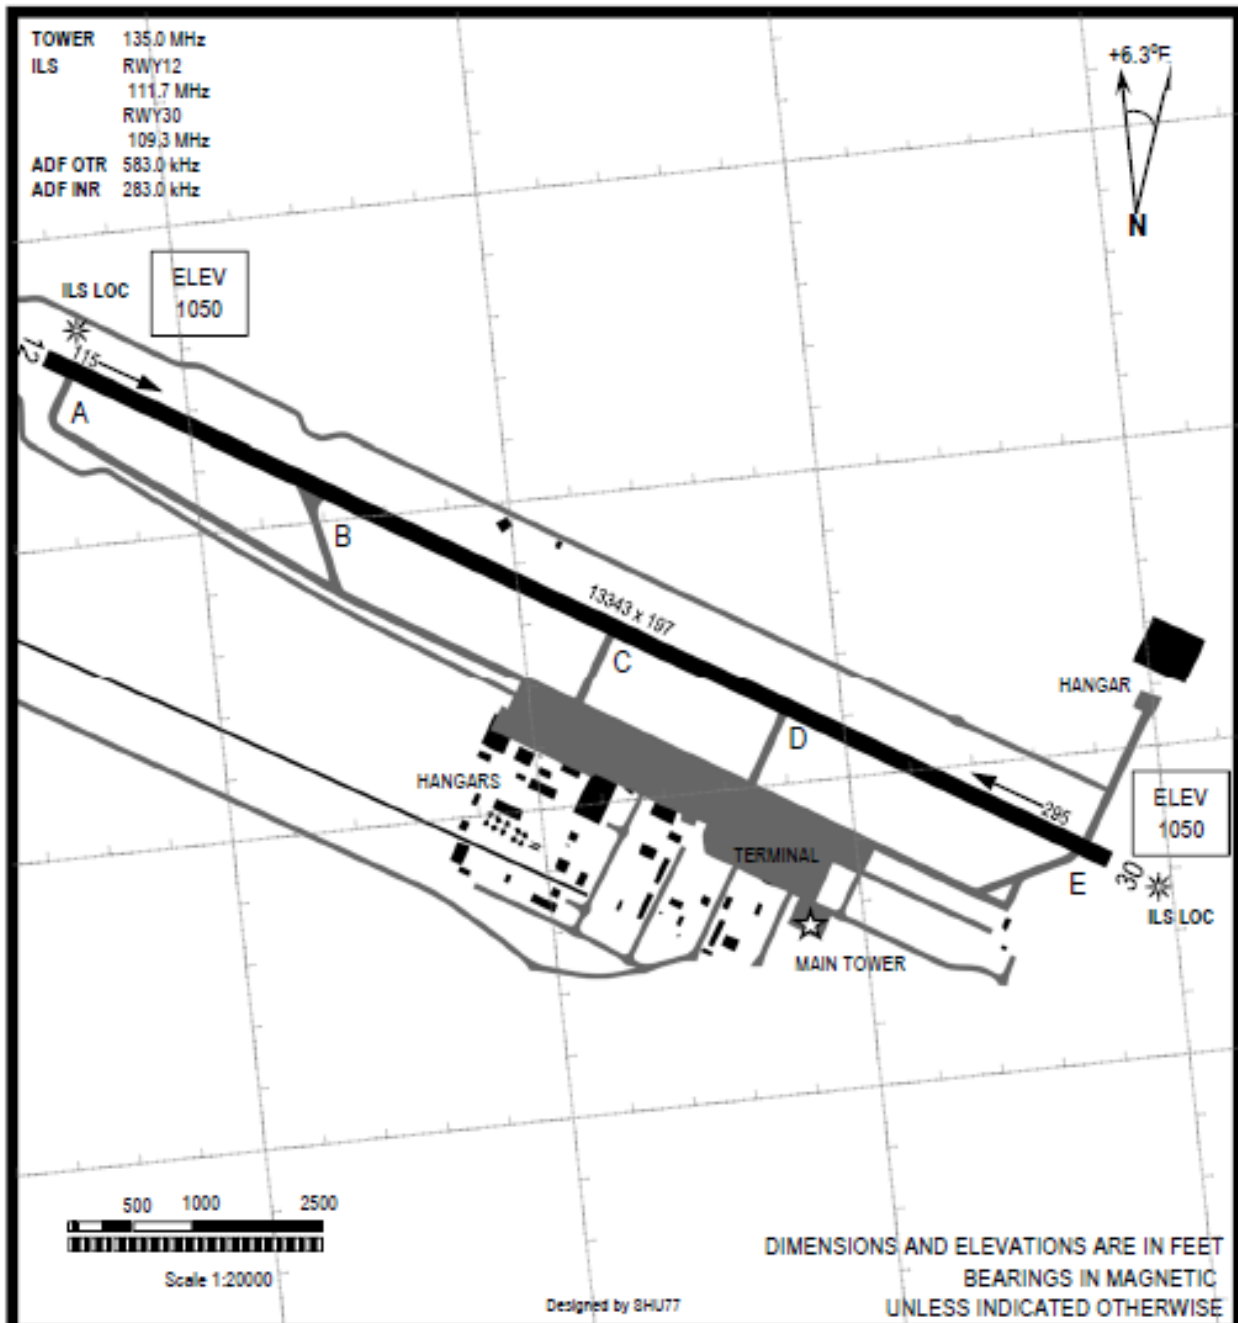 TOWER 135.0 MHz
ILS RWY12
111.7 MHz
RWY30
109.3 MHz
ADF OTR 583.0 kHz
ADF INR 283.0 kHz
+6.3°E
N
ELEV
1050
ILS LOC
12
115
A
B
13343 x 197
C
D
HANGAR
HANGARS
295
ELEV
1050
TERMINAL
E
30
ILS LOC
MAIN TOWER
500 1000 2500
Scale 1:20000
Designed by SHU77
DIMENSIONS AND ELEVATIONS ARE IN FEET
BEARINGS IN MAGNETIC
UNLESS INDICATED OTHERWISE